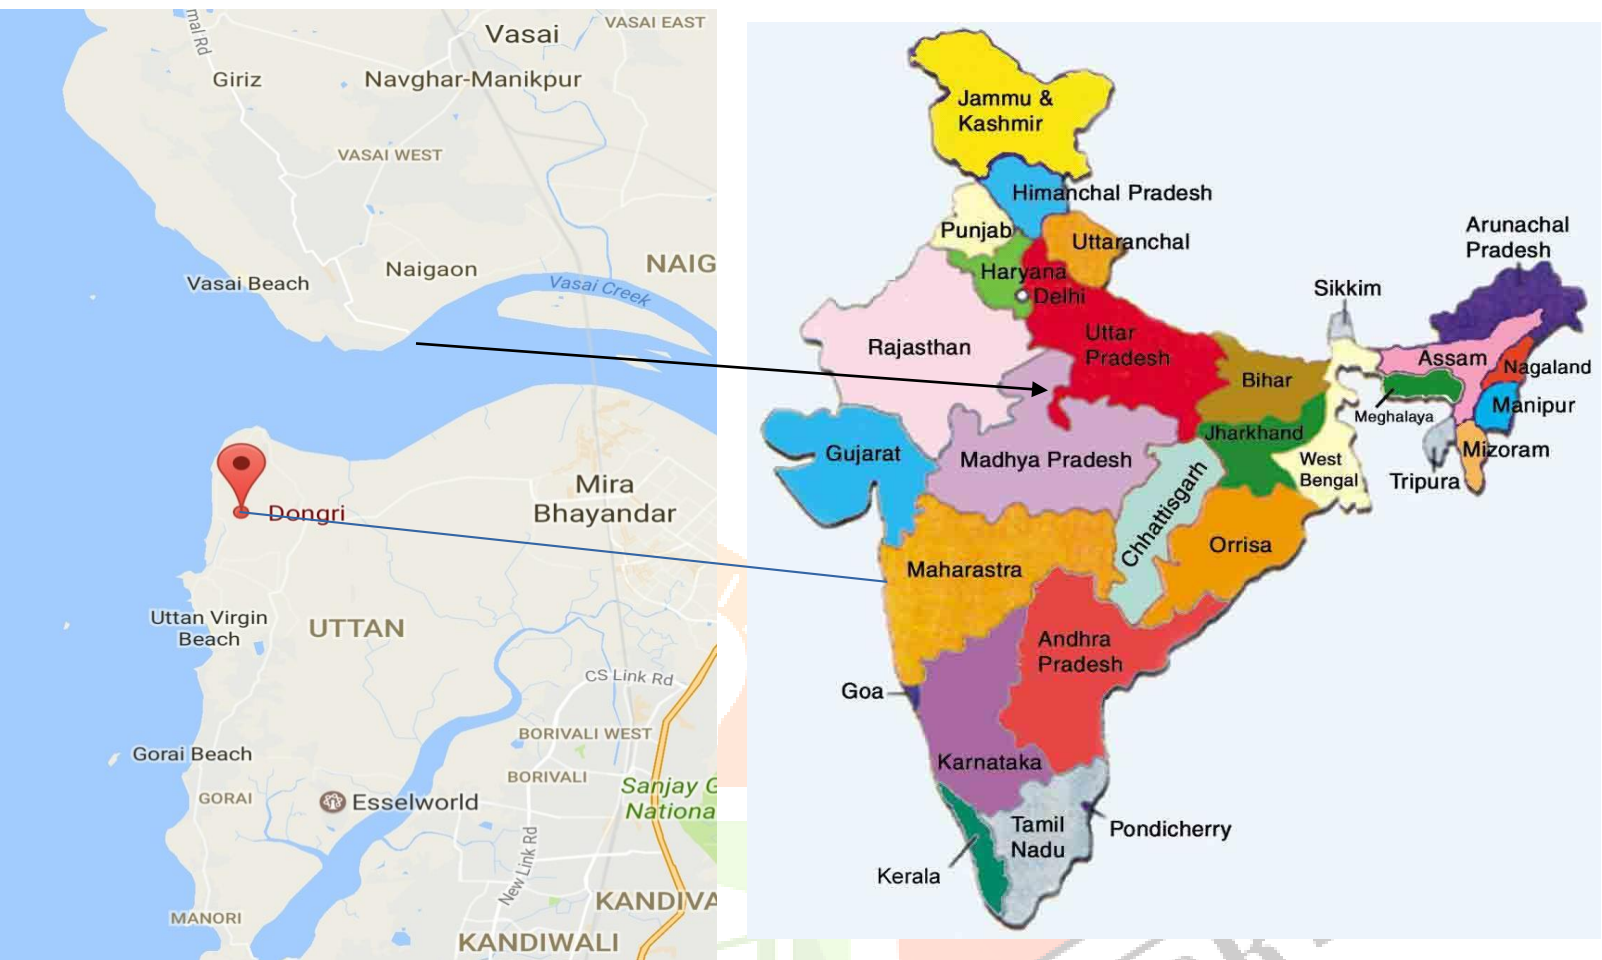 mal Rd
Vasai
VASAI EAST
Giriz
Navghar-Manikpur
VASAI WEST
Vasai Beach
Naigaon
NAIG
Vasai Creek
Dongri
Mira
Bhayandar
Uttan Virgin
Beach
UTTAN
CS Link Rd
BORIVALI WEST
Gorai Beach
BORIVALI
GORAI
Esselworld
Sanjay G
Nationa
New Link Rd
KANDIVA
MANORI
KANDIWALI
Jammu &
Kashmir
Himanchal Pradesh
Punjab
Uttaranchal
Haryana
Delhi
Arunachal
Pradesh
Sikkim
Rajasthan
Uttar
Pradesh
Bihar
Assam
Nagaland
Meghalaya
Manipur
Gujarat
Madhya Pradesh
Jharkhand
West
Bengal
Mizoram
Tripura
Chhattisgarh
Orrisa
Maharastra
Andhra
Pradesh
Goa
Karnataka
Tamil
Nadu
Pondicherry
Kerala